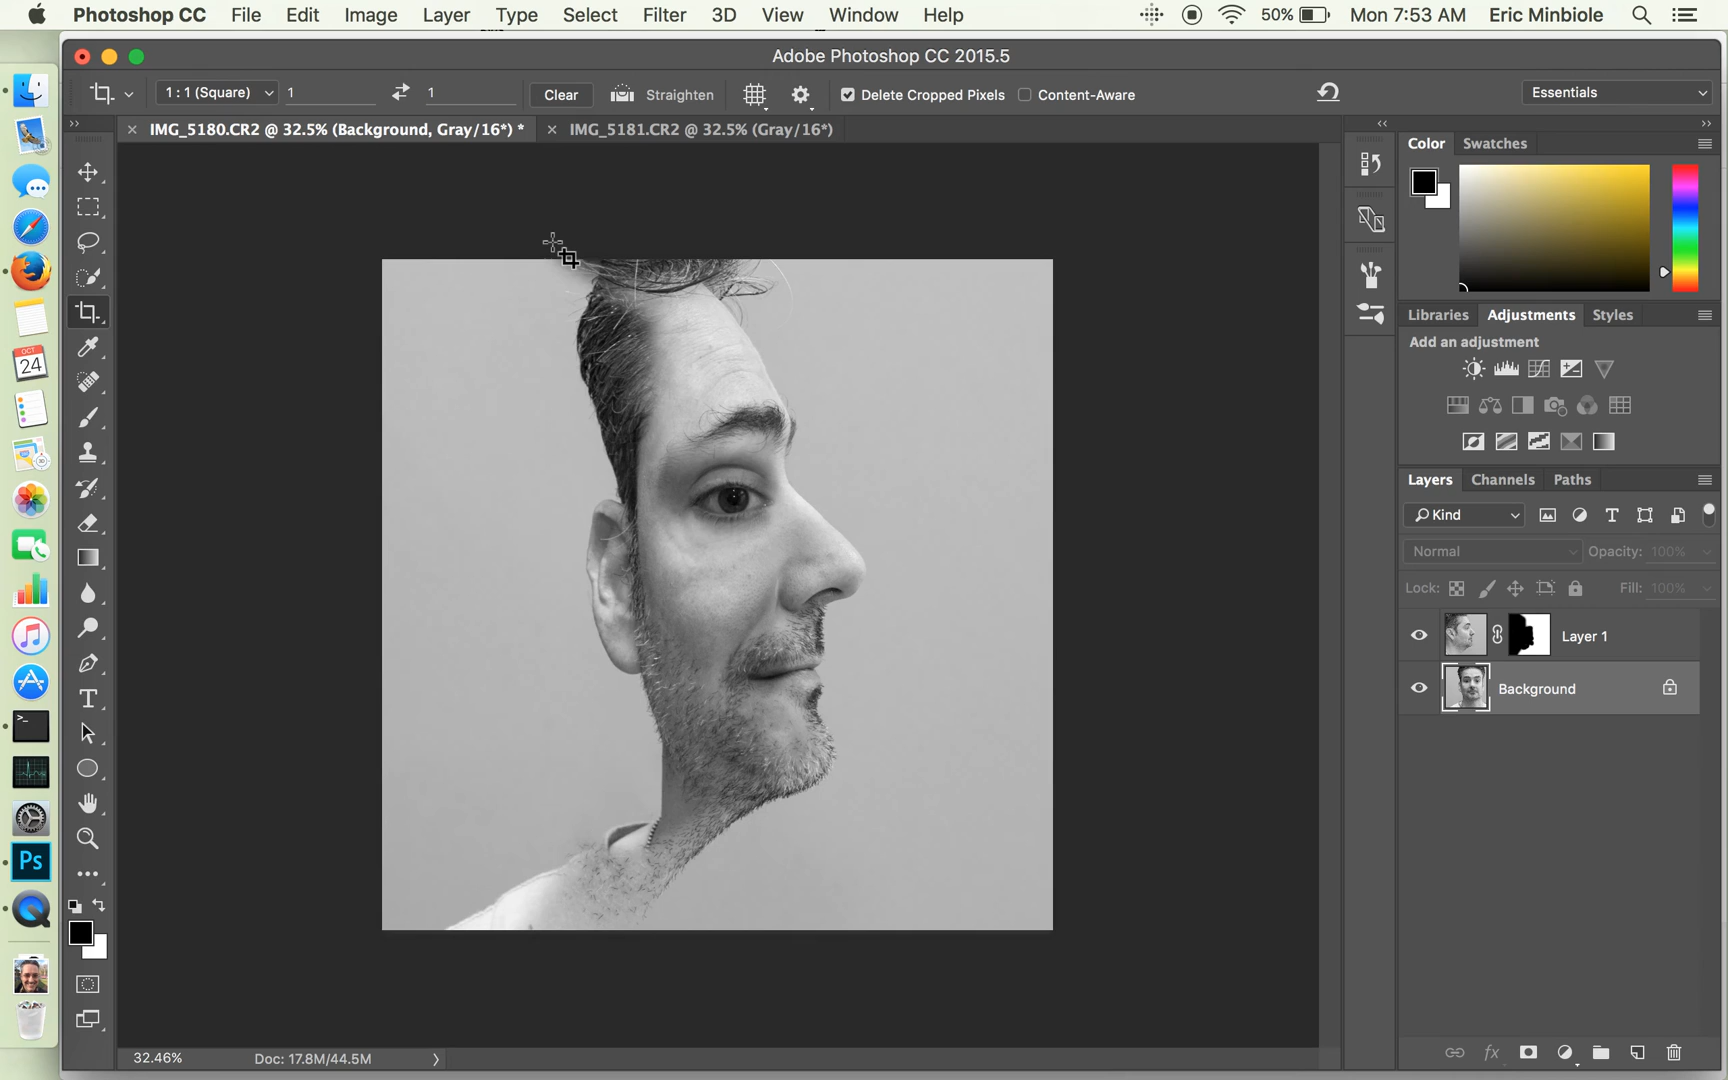 Photoshop CC File Edit Image Layer Type Select Filter 3D View Window Help 50% Mon 7:53 AM Eric Minbiole
Adobe Photoshop CC 2015.5
1 : 1 (Square) 1 1 Clear Straighten Delete Cropped Pixels Content-Aware Essentials
IMG_5180.CR2 @ 32.5% (Background, Gray/16*) * IMG_5181.CR2 @ 32.5% (Gray/16*)
Color Swatches
Libraries Adjustments Styles
Add an adjustment
OCT
24
Layers Channels Paths
Kind
Normal Opacity: 100%
Lock: Fill: 100%
Layer 1
Background
T
Ps
32.46% Doc: 17.8M/44.5M
fx